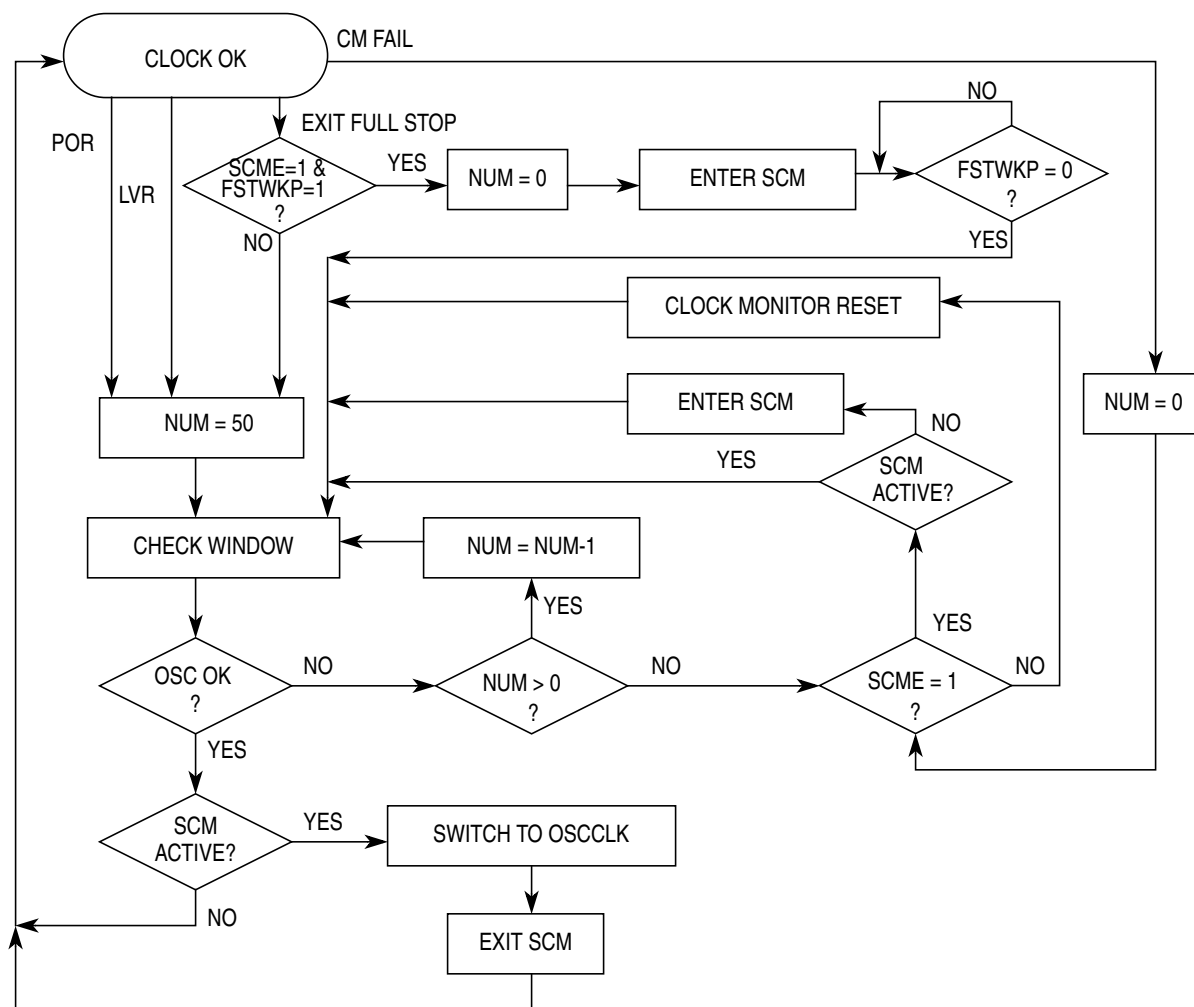 CLOCK OK
CM FAIL
POR
LVR
EXIT FULL STOP
SCME=1 &
FSTWKP=1
?
YES
NO
NUM = 0
ENTER SCM
NO
FSTWKP = 0
?
YES
CLOCK MONITOR RESET
NUM = 50
ENTER SCM
NUM = 0
NO
YES
SCM
ACTIVE?
CHECK WINDOW
NUM = NUM-1
YES
YES
OSC OK
?
NO
NUM > 0
?
NO
SCME = 1
?
NO
YES
SCM
ACTIVE?
YES
SWITCH TO OSCCLK
NO
EXIT SCM